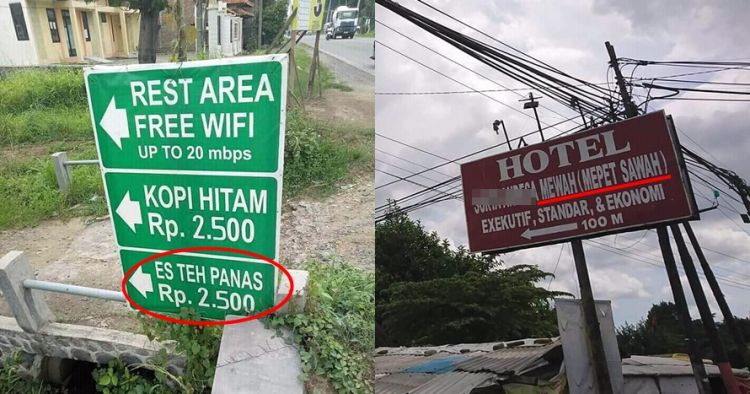 REST AREA
FREE WIFI
UP TO 20 mbps
KOPI HITAM
Rp. 2.500
ES TEH PANAS
Rp. 2.500
HOTEL
MEWAH (MEPET SAWAH)
EXEKUTIF, STANDAR, & EKONOMI
100 M